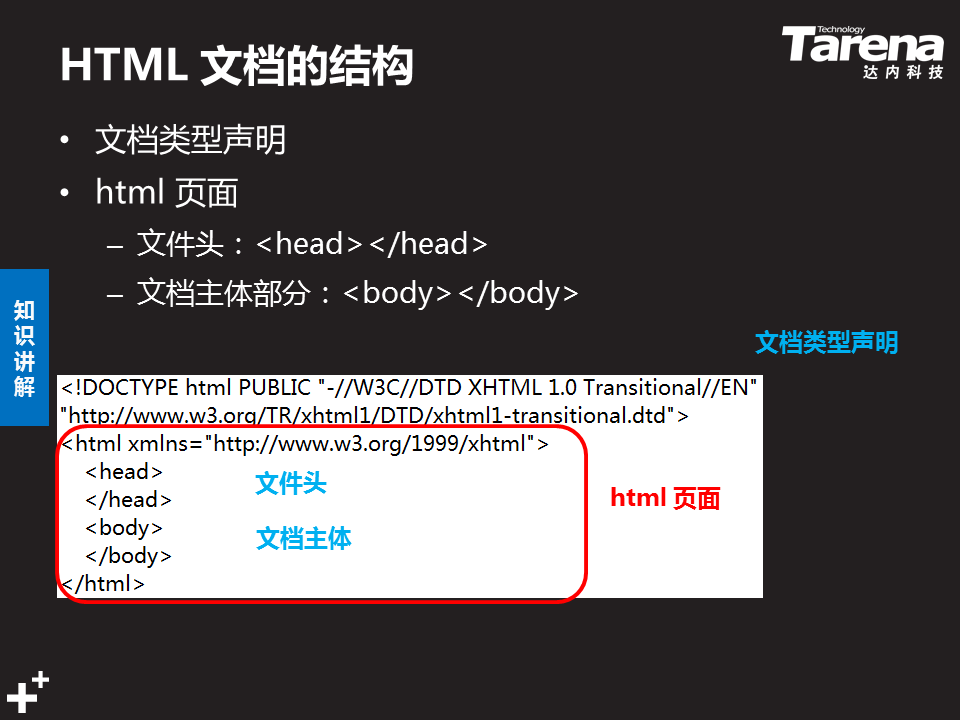 HTML 文档的结构
Technology
Tarena
达内科技
• 文档类型声明
• html 页面
– 文件头：<head></head>
– 文档主体部分：<body></body>
知识讲解
文档类型声明
<!DOCTYPE html PUBLIC "-//W3C//DTD XHTML 1.0 Transitional//EN"
"http://www.w3.org/TR/xhtml1/DTD/xhtml1-transitional.dtd">
<html xmlns="http://www.w3.org/1999/xhtml">
<head>
文件头
</head>
html 页面
<body>
文档主体
</body>
</html>